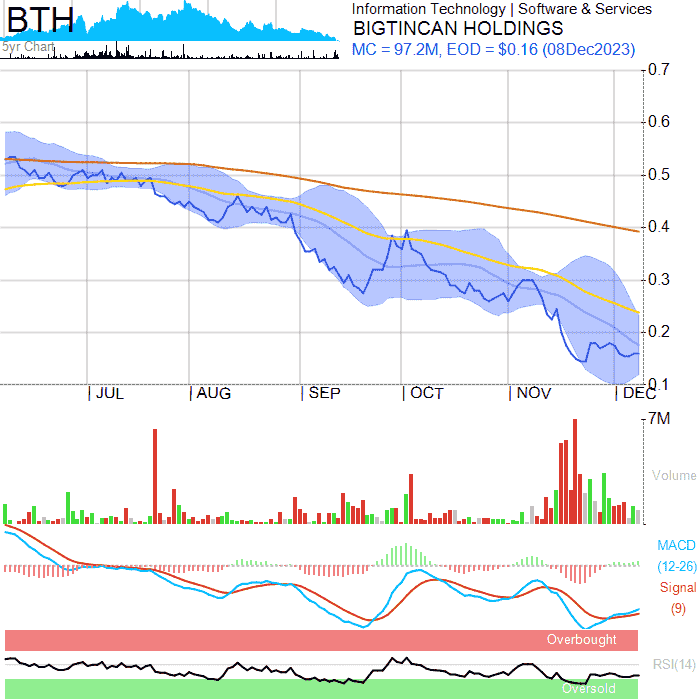 BTH
5yr Chart
Information Technology | Software & Services
BIGTINCAN HOLDINGS
MC = 97.2M, EOD = $0.16 (08Dec2023)
0.7
0.6
0.5
0.4
0.3
0.2
0.1
JUL AUG SEP OCT NOV DEC
7M
Volume
MACD
(12-26)
Signal
(9)
Overbought
RSI(14)
Oversold